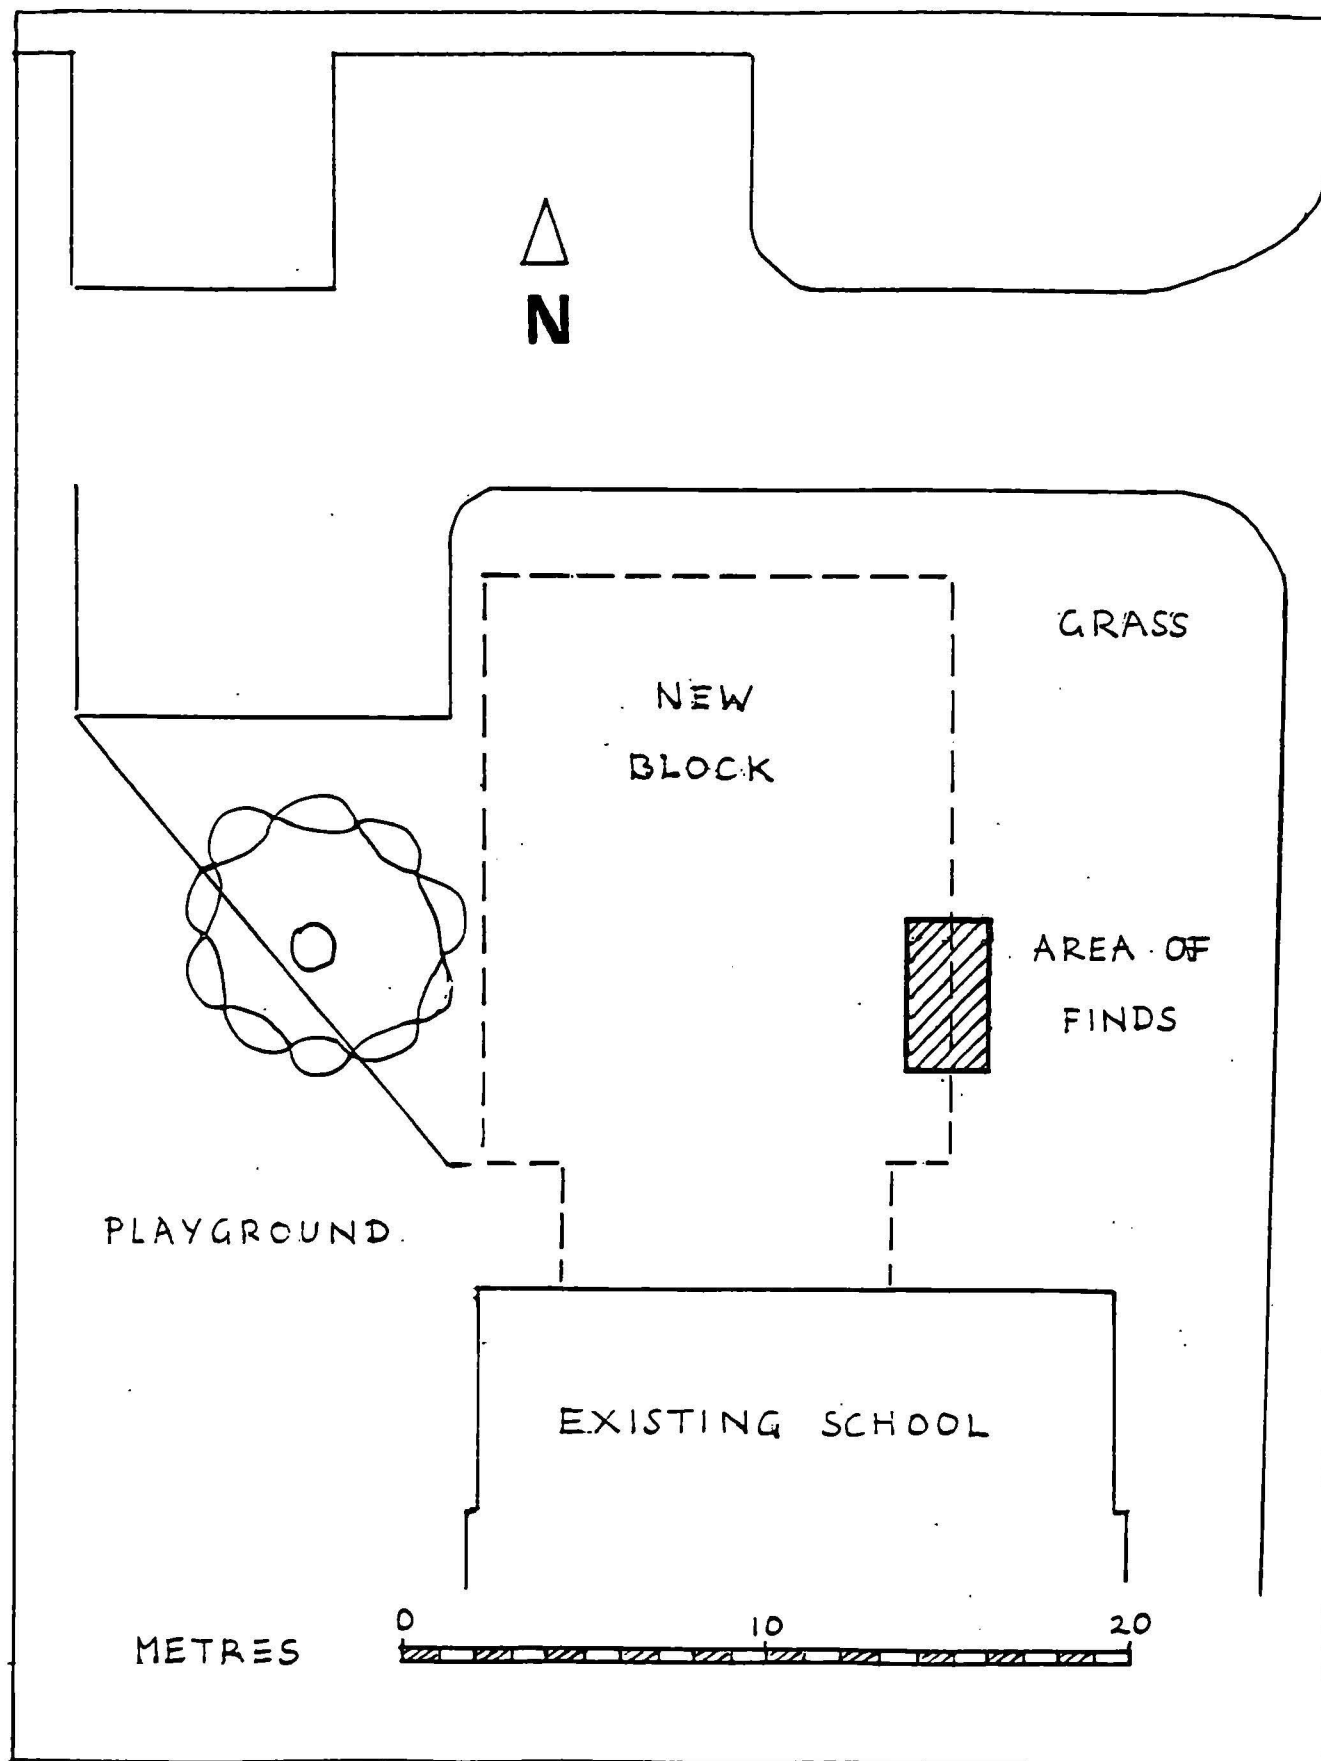 N
GRASS
NEW
BLOCK
AREA OF
FINDS
PLAYGROUND
EXISTING SCHOOL
0 10 20
METRES